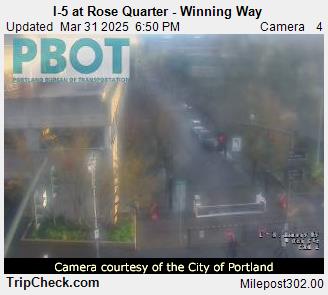 I-5 at Rose Quarter - Winning Way
Updated Mar 31 2025 6:50 PM Camera 4
PBOT
PORTLAND BUREAU OF TRANSPORTATION
Camera courtesy of the City of Portland
TripCheck.com Milepost302.00